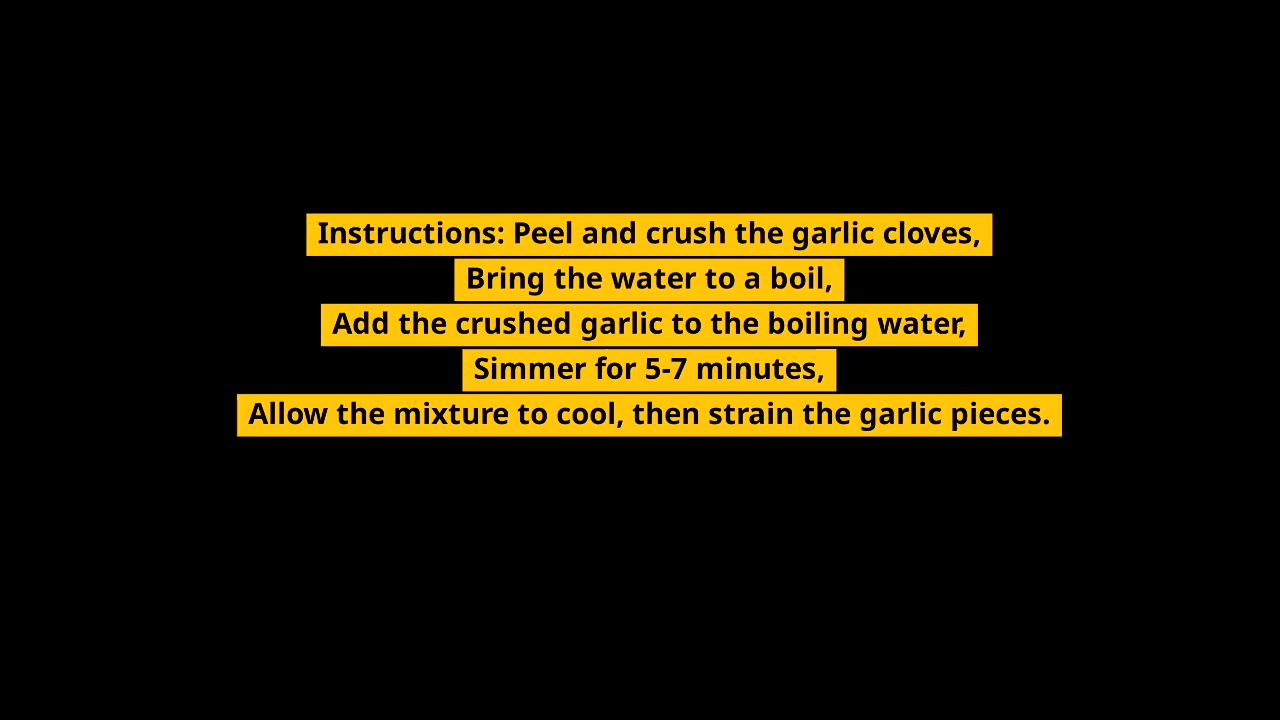 Instructions: Peel and crush the garlic cloves,
Bring the water to a boil,
Add the crushed garlic to the boiling water,
Simmer for 5-7 minutes,
Allow the mixture to cool, then strain the garlic pieces.